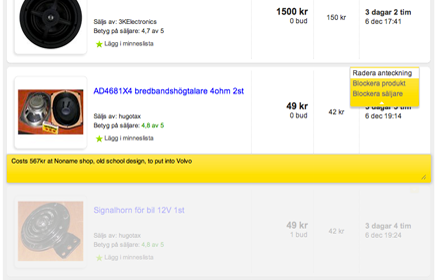 1500 kr
0 bud
150 kr
3 dagar 2 tim
6 dec 17:41
Säljs av: 3KElectronics
Betyg på säljare: 4,7 av 5
Lägg i minneslista
AD4681X4 bredbandshögtalare 4ohm 2st
49 kr
0 bud
42 kr
Radera anteckning
Blockera produkt
Blockera säljare
3 dagar 3 tim
6 dec 19:14
Säljs av: hugotax
Betyg på säljare: 4,8 av 5
Lägg i minneslista
Costs 567kr at Noname shop, old school design, to put into Volvo
Signalhorn för bil 12V 1st
49 kr
1 bud
42 kr
3 dagar 4 tim
6 dec 19:24
Säljs av: hugotax
Betyg på säljare: 4,8 av 5
Lägg i minneslista